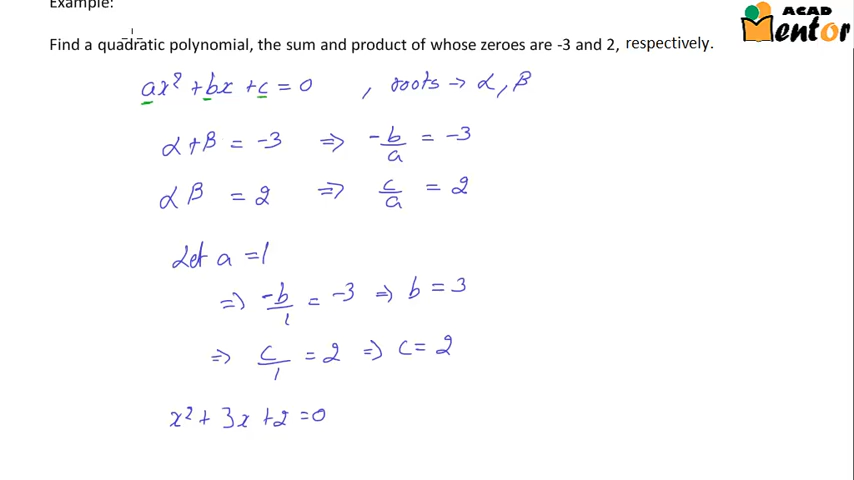 Example:
ACAD
Mentor
Find a quadratic polynomial, the sum and product of whose zeroes are -3 and 2, respectively.
ax² + bx + c = 0 , roots → α, β
α + β = -3 ⇒ -b/a = -3
α β = 2 ⇒ c/a = 2
Let a = 1
⇒ -b/1 = -3 ⇒ b = 3
⇒ c/1 = 2 ⇒ c = 2
x² + 3x + 2 = 0